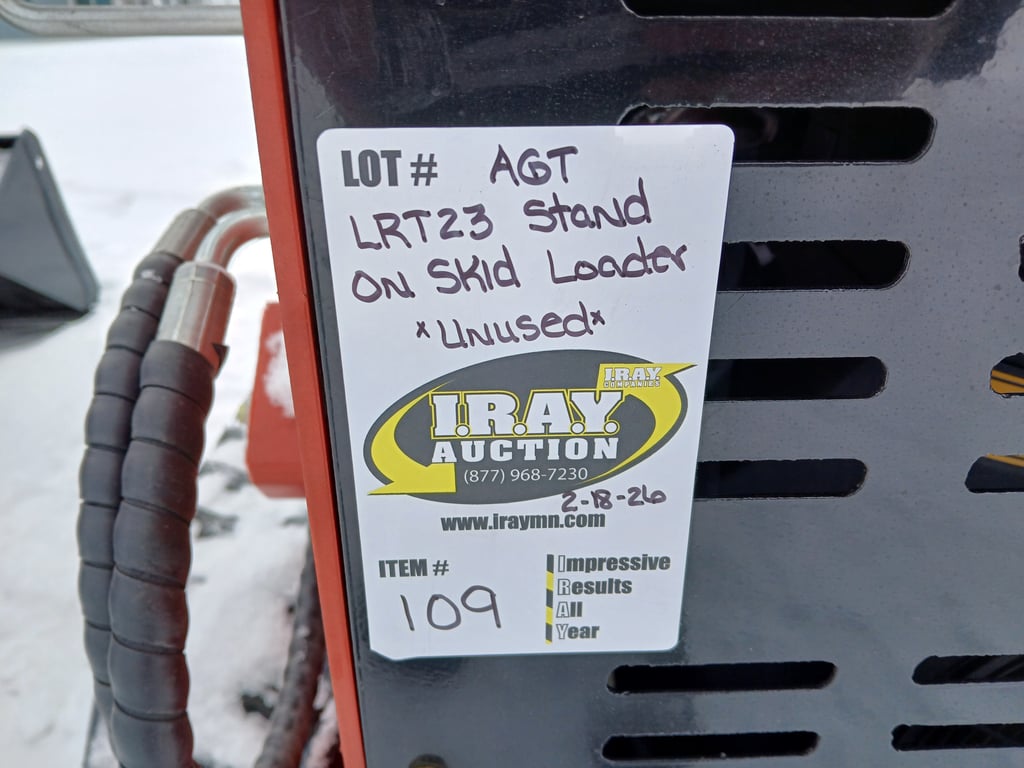 LOT # AGT
LRT23 Stand
ON SKid Loader
*UNUSed*
I.R.A.Y.
COMPANIES
I.R.A.Y.
AUCTION
(877) 968-7230
2-18-26
www.iraymn.com
ITEM #
109
Impressive
Results
All
Year